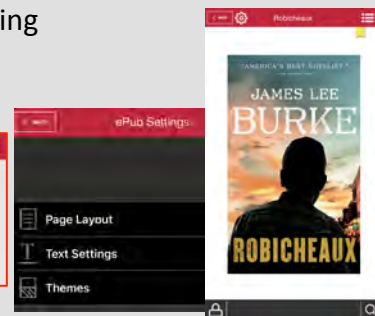 ing
Robicheaux
"AMERICA'S BEST NOVELIST."
JAMES LEE
BURKE
ROBICHEAUX
ePub Settings
Page Layout
Text Settings
Themes